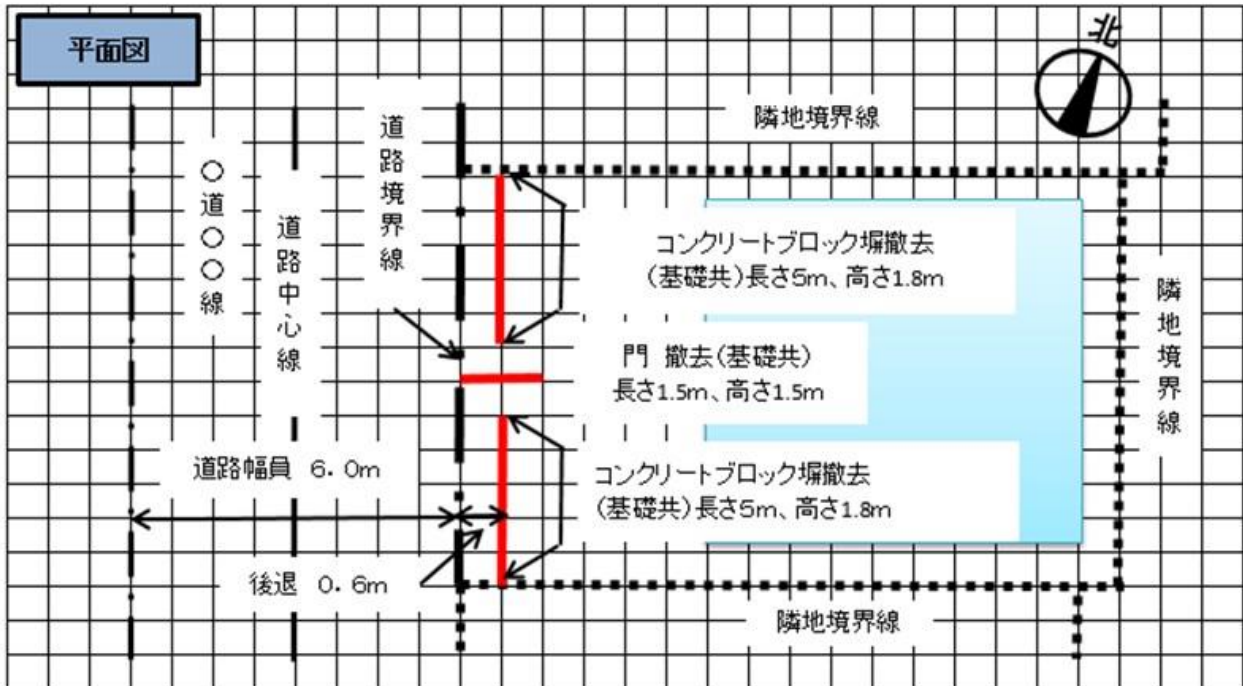 平面図
北
〇道〇〇線
道路中心線
道路境界線
隣地境界線
コンクリートブロック塀撤去
(基礎共)長さ5m、高さ1.8m
門 撤去(基礎共)
長さ1.5m、高さ1.5m
隣地境界線
道路幅員 6.0m
コンクリートブロック塀撤去
(基礎共)長さ5m、高さ1.8m
後退 0.6m
隣地境界線